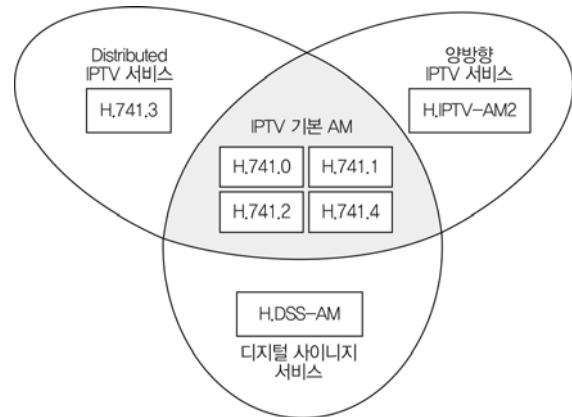 Distributed
IPTV 서비스
H.741.3
양방향
IPTV 서비스
H.IPTV-AM2
IPTV 기본 AM
H.741.0
H.741.1
H.741.2
H.741.4
H.DSS-AM
디지털 사이니지
서비스